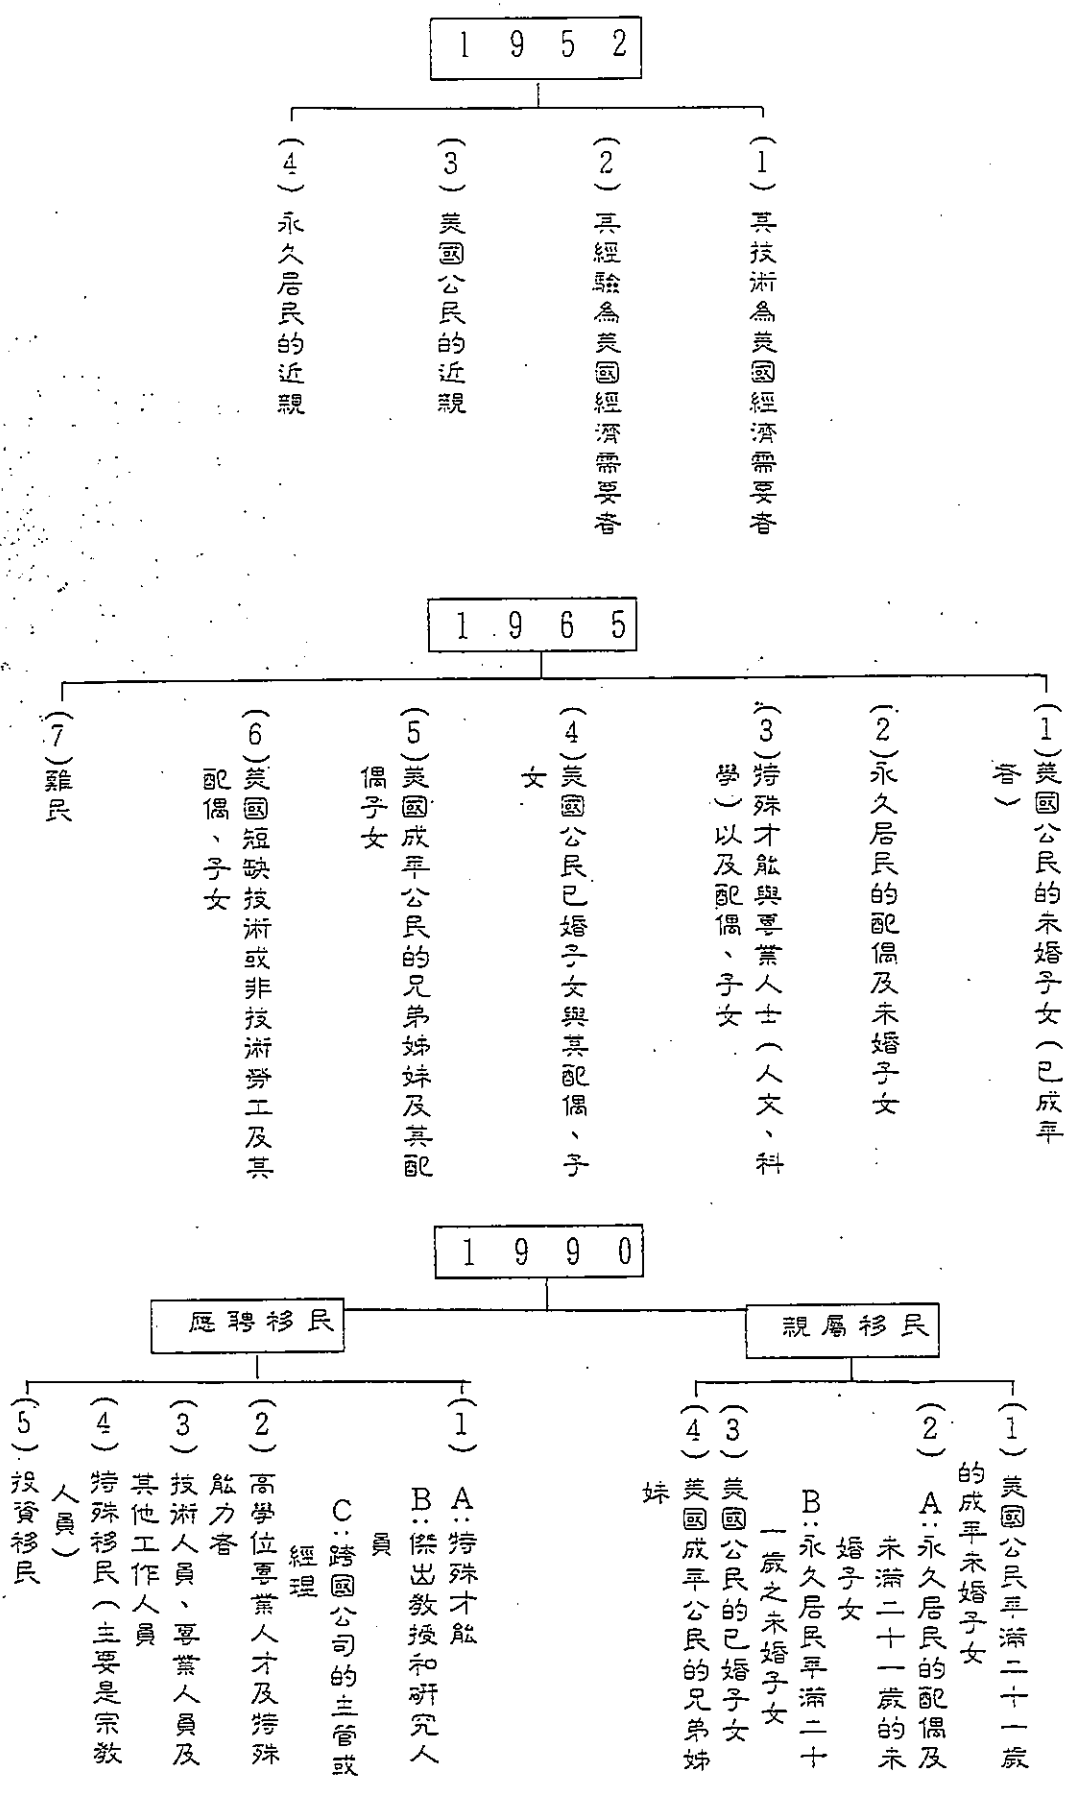 1952
(1)其技術為美國經濟需要者
(2)其經驗為美國經濟需要者
(3)美國公民的近親
(4)永久居民的近親
1965
(1)美國公民的未婚子女(已成年
者)
(2)永久居民的配偶及未婚子女
(3)特殊才能與專業人士(人文、科
學)以及配偶、子女
(4)美國公民已婚子女與其配偶、子
女
(5)美國成年公民的兄弟姊妹及其配
偶子女
(6)美國短缺技術或非技術勞工及其
配偶、子女
(7)難民
1990
親屬移民
(1)美國公民年滿二十一歲
的成年未婚子女
(2)A:永久居民的配偶及
未滿二十一歲的未
婚子女
B:永久居民年滿二十
一歲之未婚子女
(3)美國公民的已婚子女
(4)美國成年公民的兄弟姊
妹
應聘移民
(1)A:特殊才能
B:傑出教授和研究人
員
C:跨國公司的主管或
經理
(2)高學位專業人才及特殊
能力者
(3)技術人員、專業人員及
其他工作人員
(4)特殊移民(主要是宗教
人員)
(5)投資移民